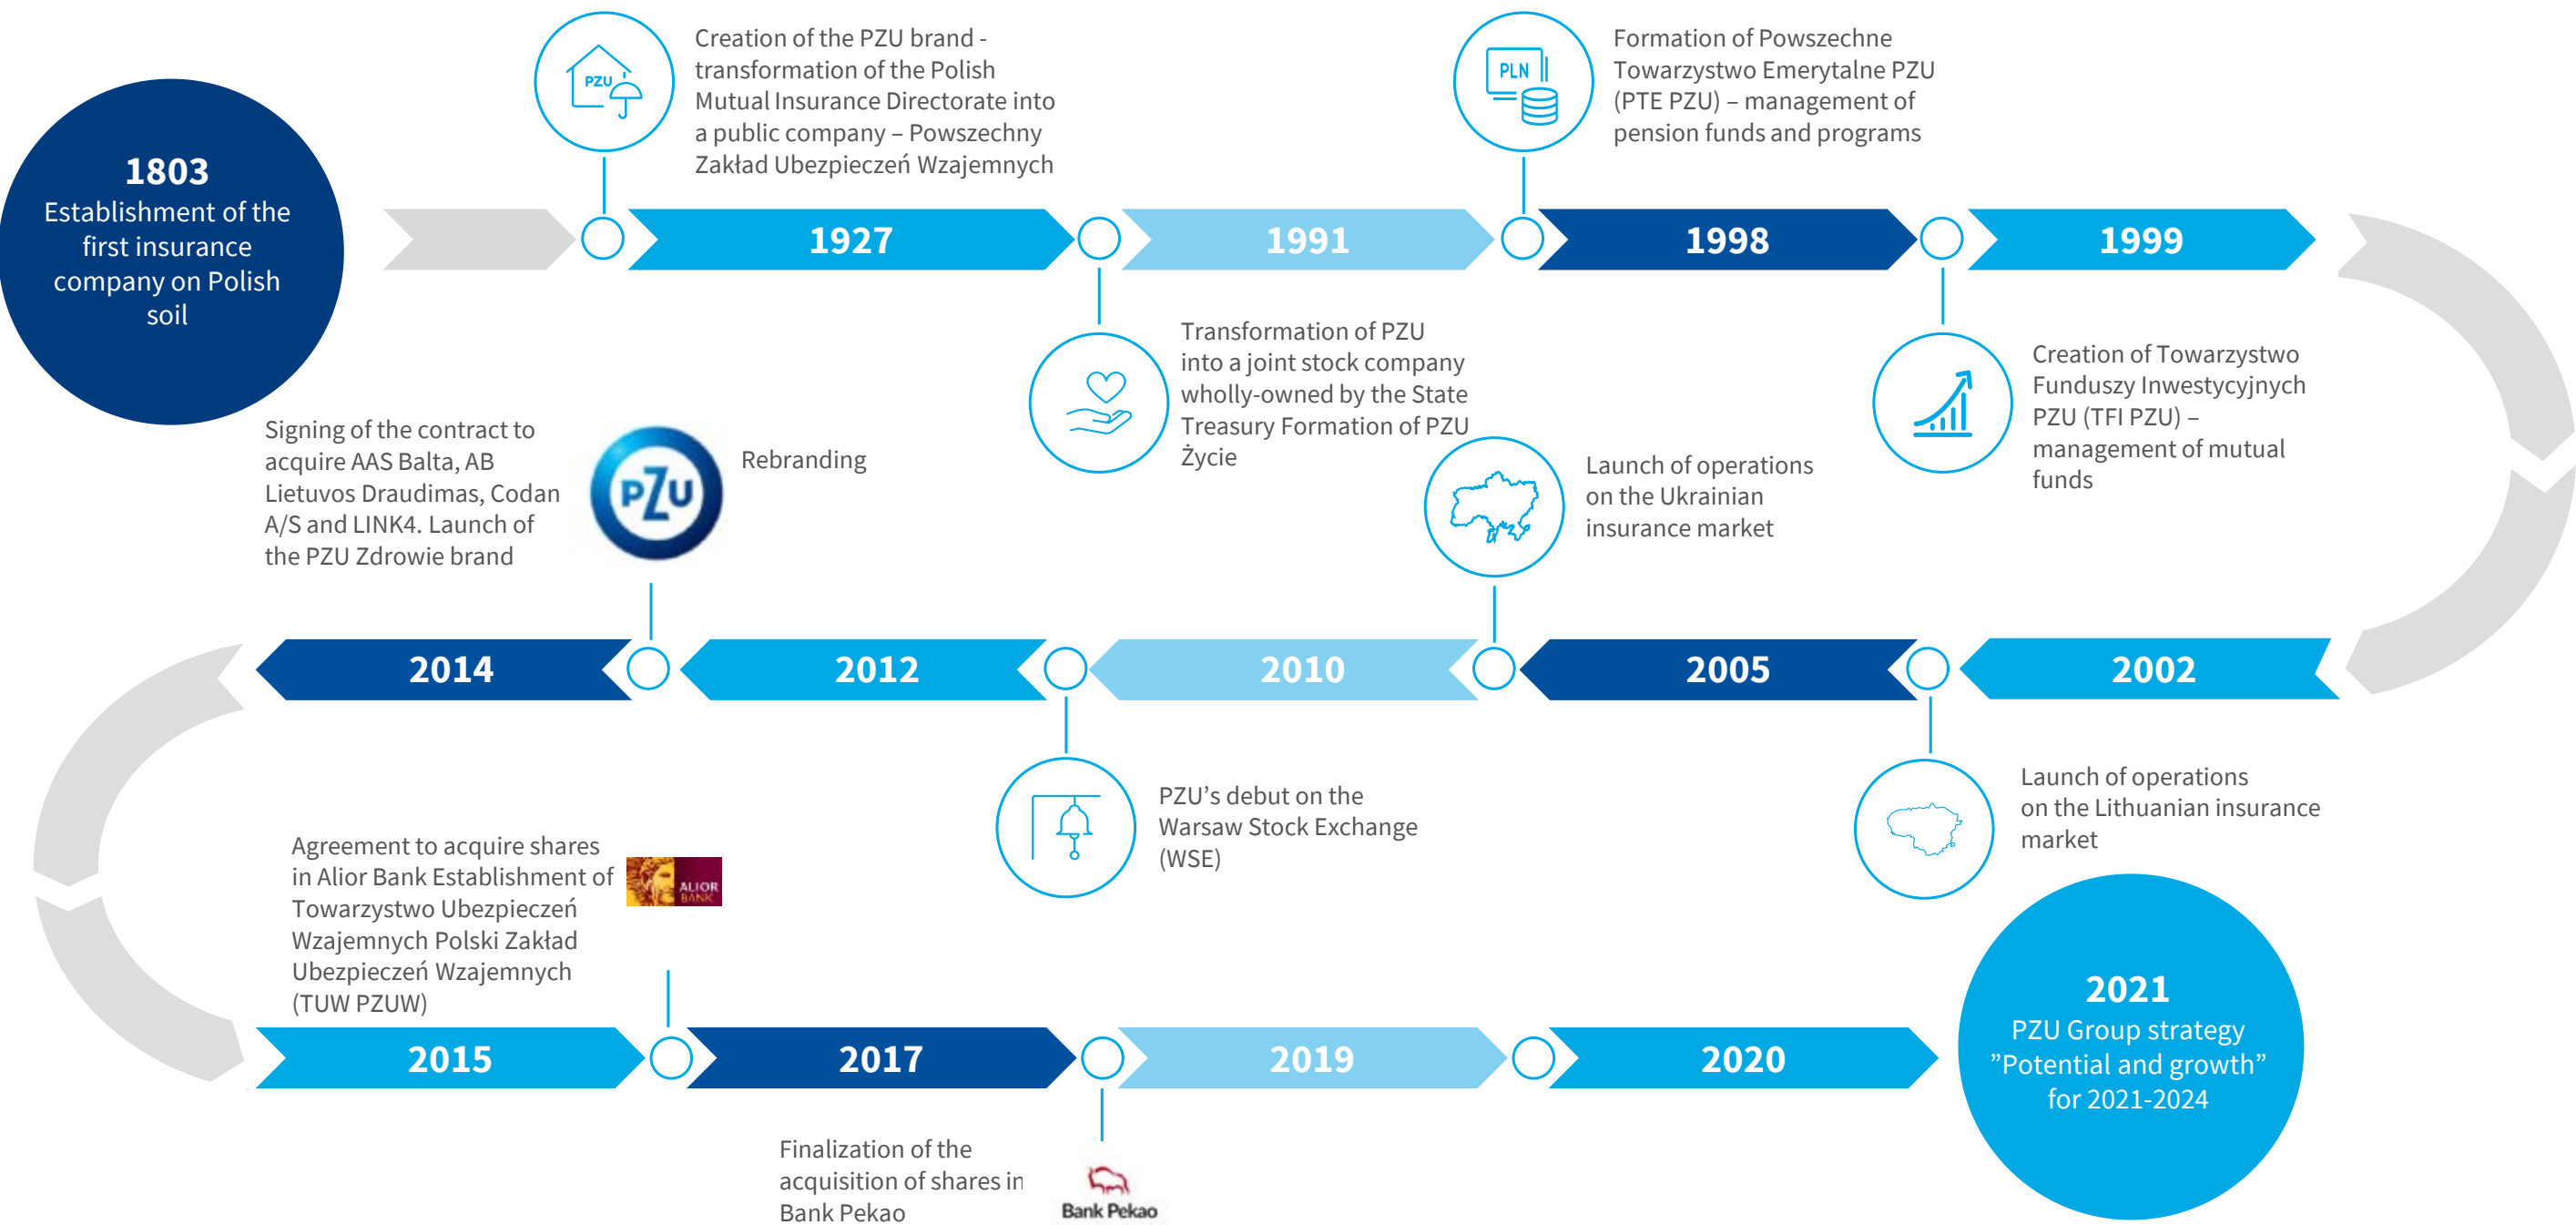 1803
Establishment of the
first insurance
company on Polish
soil
PZU
Creation of the PZU brand -
transformation of the Polish
Mutual Insurance Directorate into
a public company – Powszechny
Zakład Ubezpieczeń Wzajemnych
PLN
Formation of Powszechne
Towarzystwo Emerytalne PZU
(PTE PZU) – management of
pension funds and programs
1927
1991
1998
1999
Transformation of PZU
into a joint stock company
wholly-owned by the State
Treasury Formation of PZU
Życie
Creation of Towarzystwo
Funduszy Inwestycyjnych
PZU (TFI PZU) –
management of mutual
funds
Signing of the contract to
acquire AAS Balta, AB
Lietuvos Draudimas, Codan
A/S and LINK4. Launch of
the PZU Zdrowie brand
PZU
Rebranding
Launch of operations
on the Ukrainian
insurance market
2014
2012
2010
2005
2002
PZU’s debut on the
Warsaw Stock Exchange
(WSE)
Launch of operations
on the Lithuanian insurance
market
Agreement to acquire shares
in Alior Bank Establishment of
Towarzystwo Ubezpieczeń
Wzajemnych Polski Zakład
Ubezpieczeń Wzajemnych
(TUW PZUW)
ALIOR
BANK
2015
2017
2019
2020
2021
PZU Group strategy
”Potential and growth”
for 2021-2024
Finalization of the
acquisition of shares in
Bank Pekao
Bank Pekao